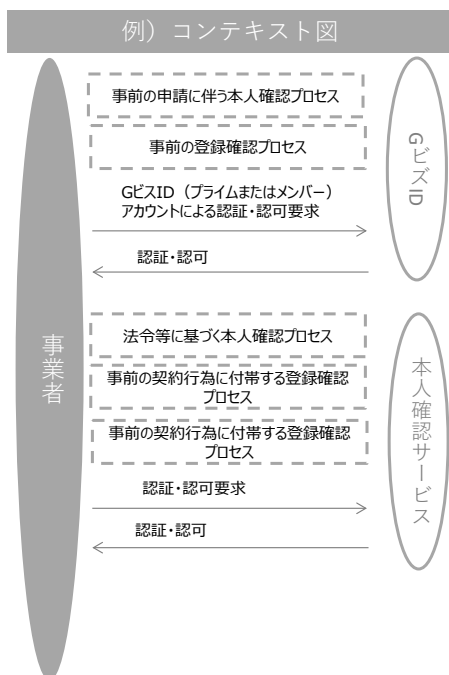 例）コンテキスト図
事前の申請に伴う本人確認プロセス
事前の登録確認プロセス
GビスID（プライムまたはメンバー）
アカウントによる認証・認可要求
認証・認可
GビズID
事業者
法令等に基づく本人確認プロセス
事前の契約行為に付帯する登録確認
プロセス
事前の契約行為に付帯する登録確認
プロセス
認証・認可要求
認証・認可
本人確認サービス